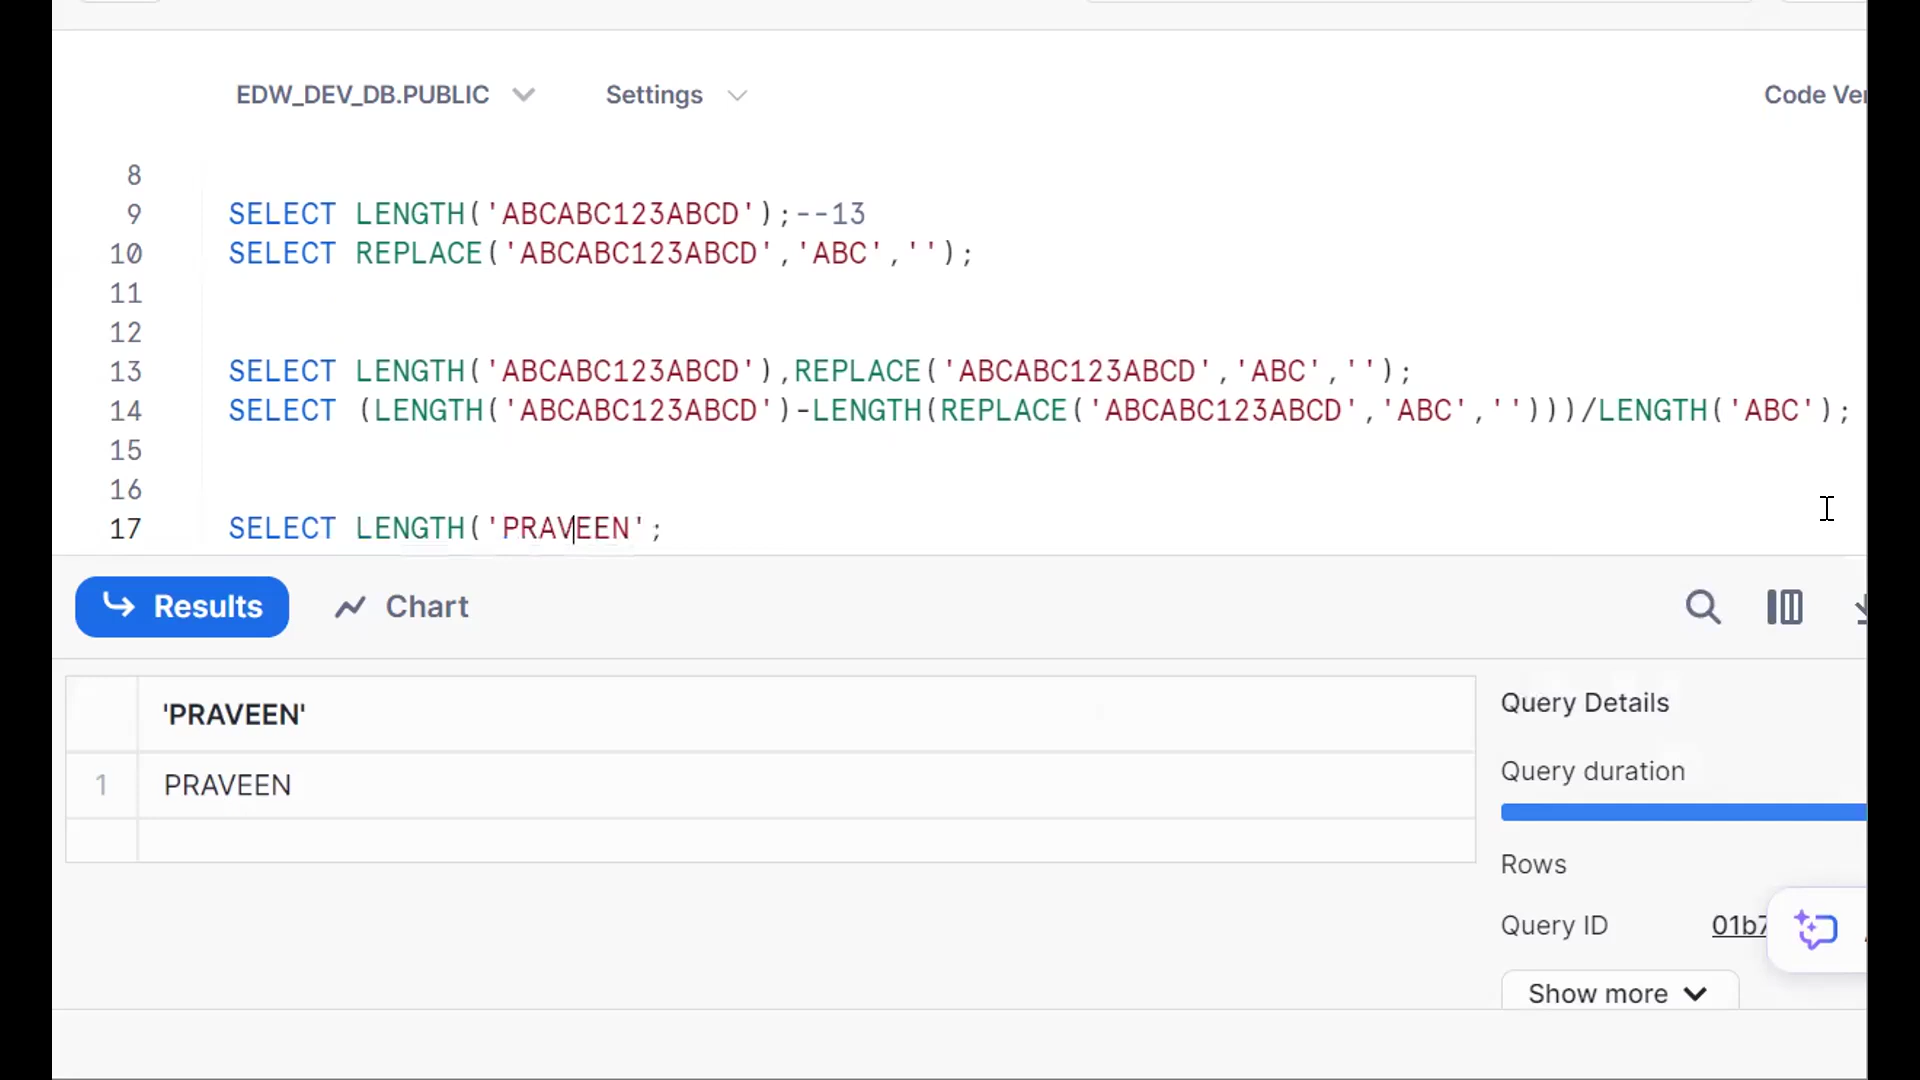 EDW_DEV_DB.PUBLIC Settings Code Ver
8
9 SELECT LENGTH('ABCABC123ABCD');--13
10 SELECT REPLACE('ABCABC123ABCD','ABC','');
11
12
13 SELECT LENGTH('ABCABC123ABCD'),REPLACE('ABCABC123ABCD','ABC','');
14 SELECT (LENGTH('ABCABC123ABCD')-LENGTH(REPLACE('ABCABC123ABCD','ABC','')))/LENGTH('ABC');
15
16
17 SELECT LENGTH('PRAVEEN';
Results Chart
'PRAVEEN'
1 PRAVEEN
Query Details
Query duration
Rows
Query ID 01b7
Show more